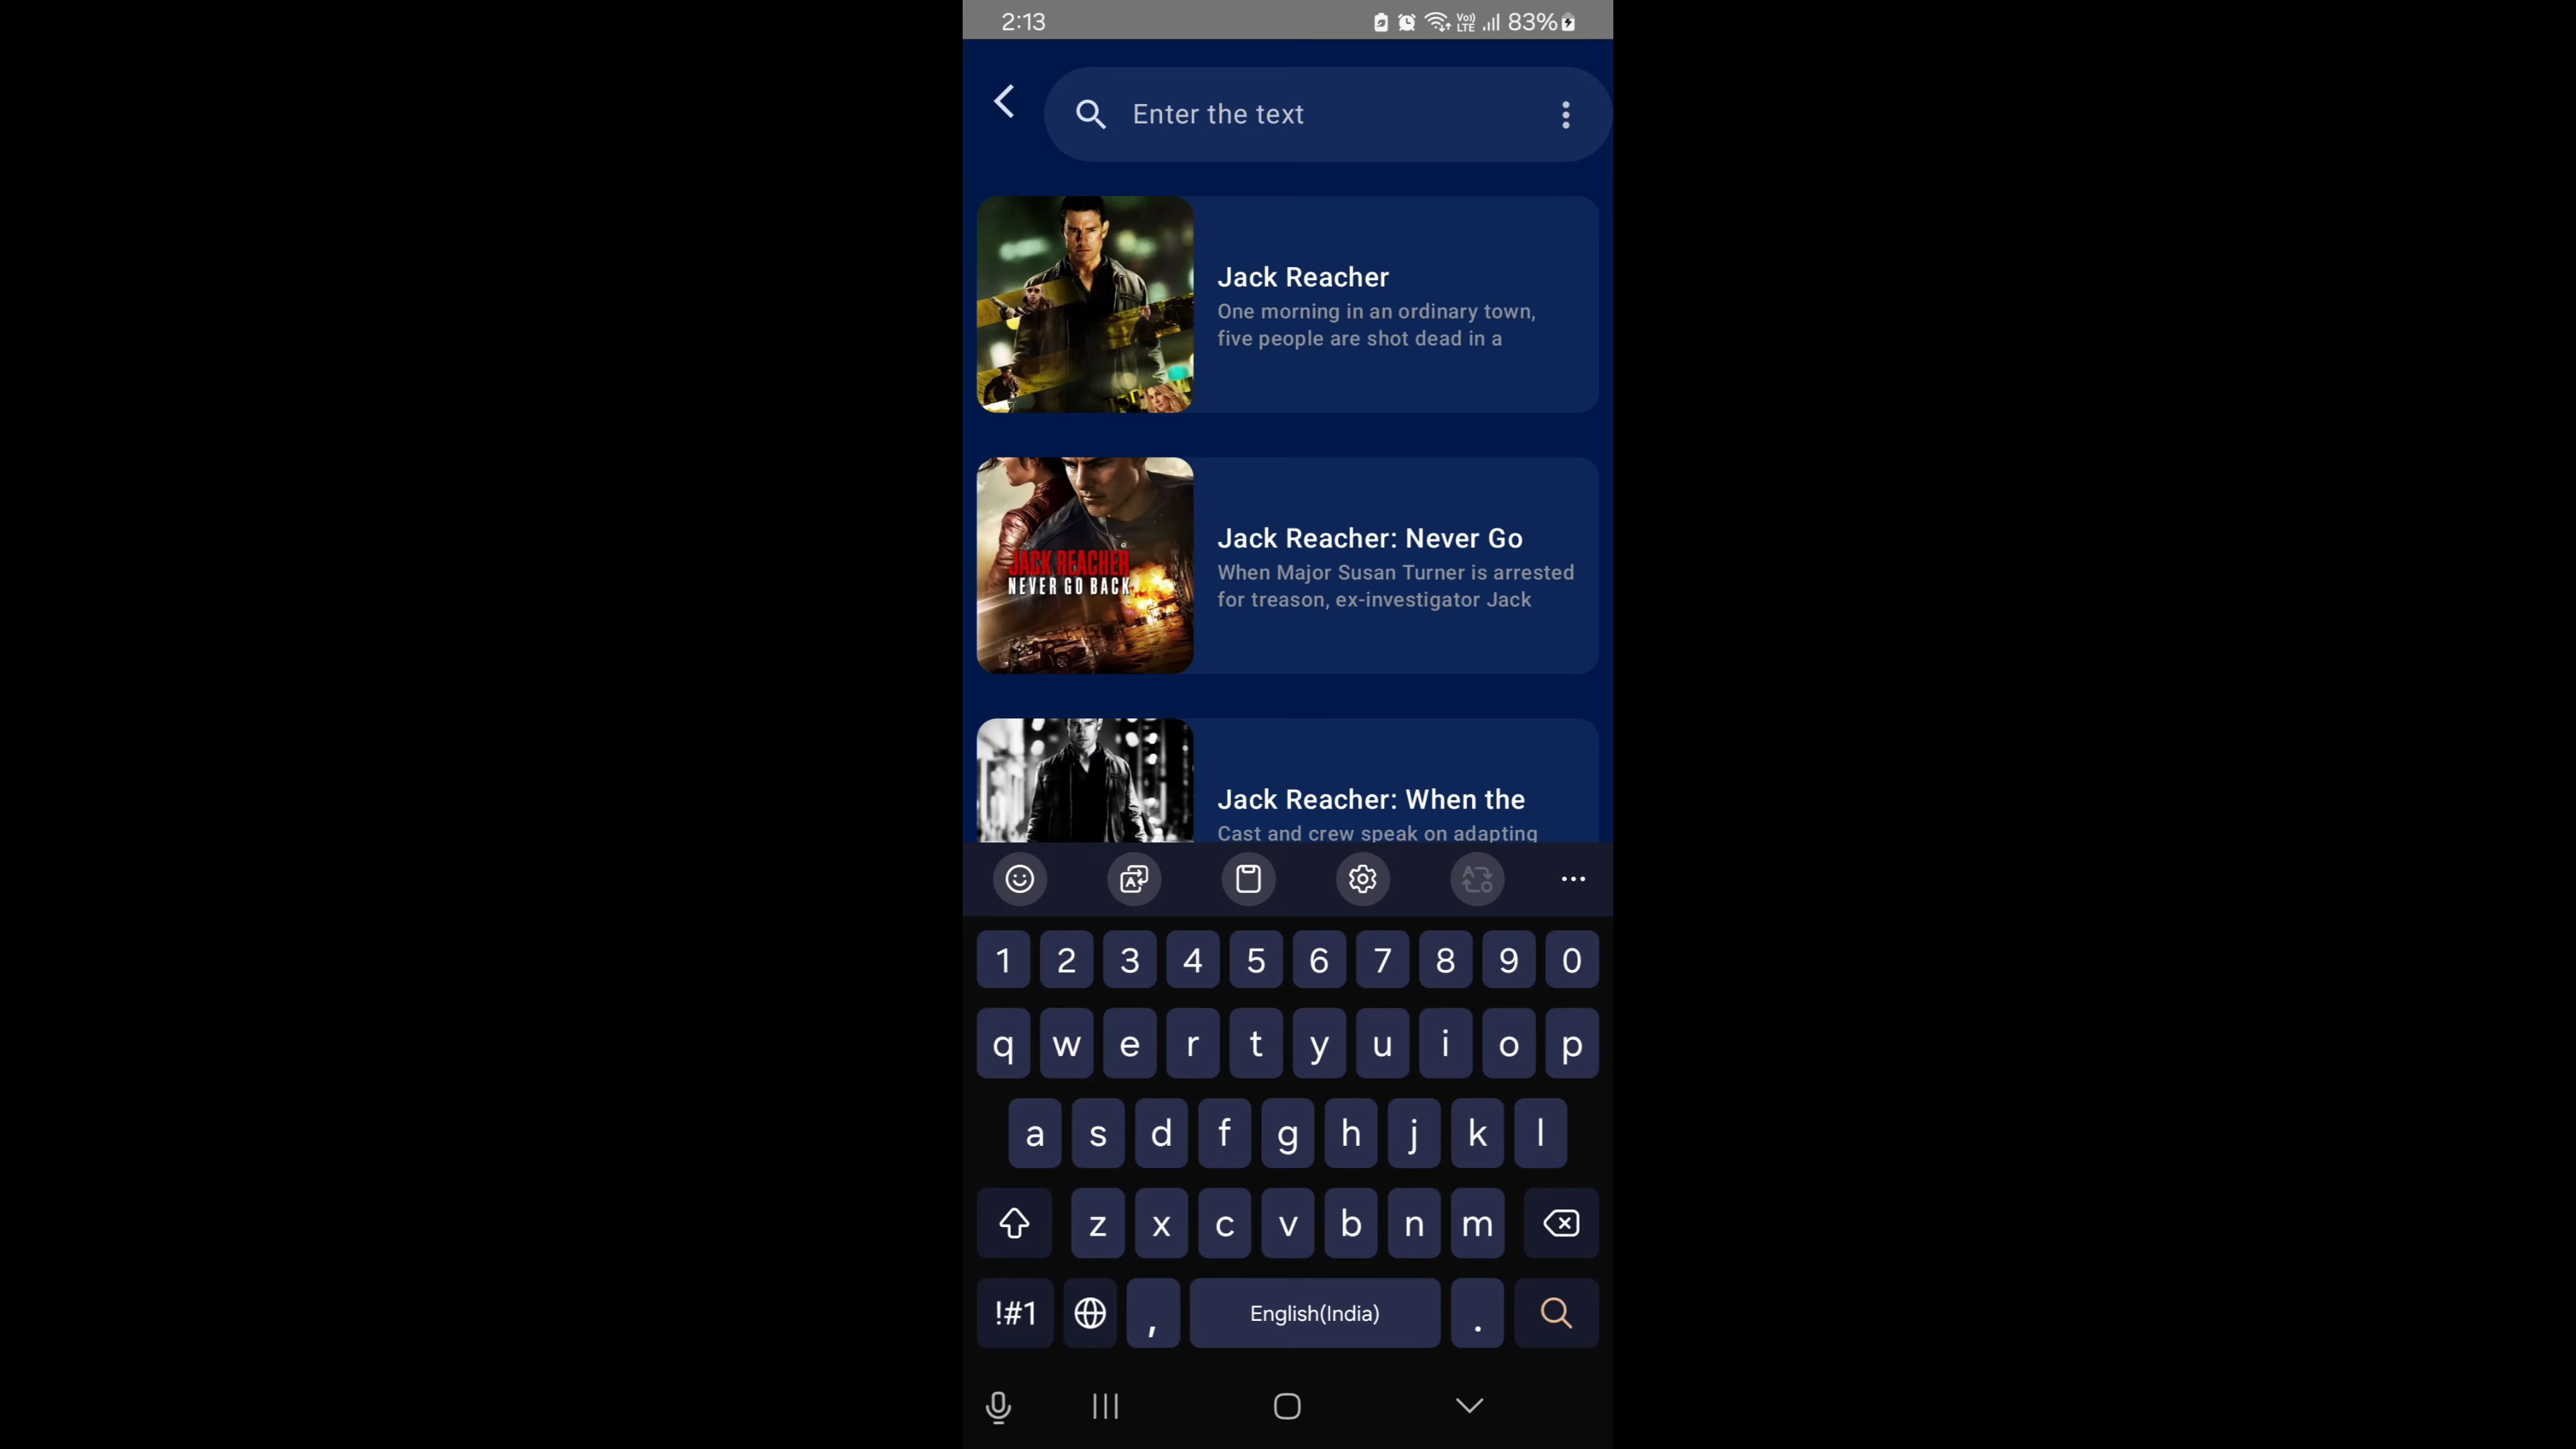 2:13
Vo))
LTE
83%
Enter the text
Jack Reacher
One morning in an ordinary town,
five people are shot dead in a
JACK REACHER
NEVER GO BACK
Jack Reacher: Never Go
When Major Susan Turner is arrested
for treason, ex-investigator Jack
Jack Reacher: When the
Cast and crew speak on adapting
1 2 3 4 5 6 7 8 9 0
q w e r t y u i o p
a s d f g h j k l
z x c v b n m
!#1 , English(India) .